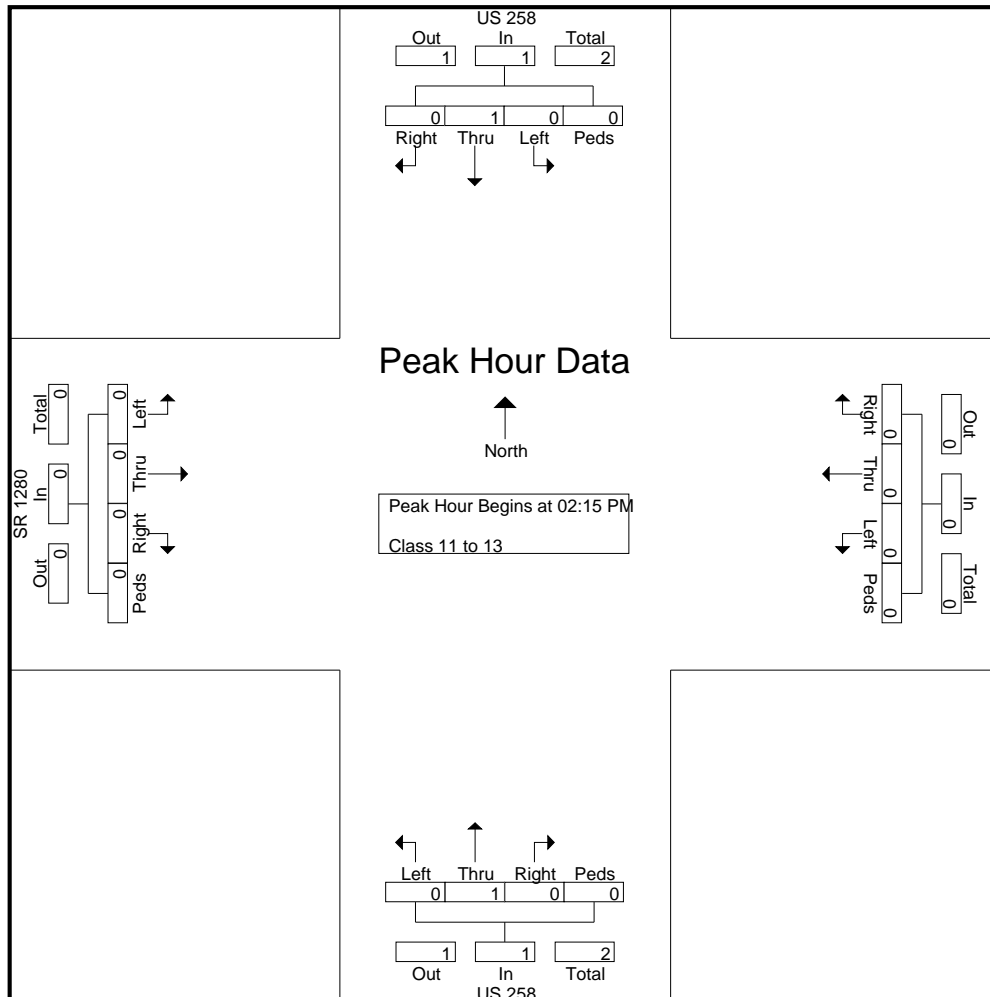 US 258
Out In Total
1 1 2
0 1 0 0
Right Thru Left Peds
Peak Hour Data
North
Peak Hour Begins at 02:15 PM
Class 11 to 13
SR 1280
Total In Out
0 0 0
0 0 0 0
Left Thru Right Peds
Right Thru Left Peds
0 0 0 0
Out In Total
0 0 0
Left Thru Right Peds
0 1 0 0
1 1 2
Out In Total
US 258